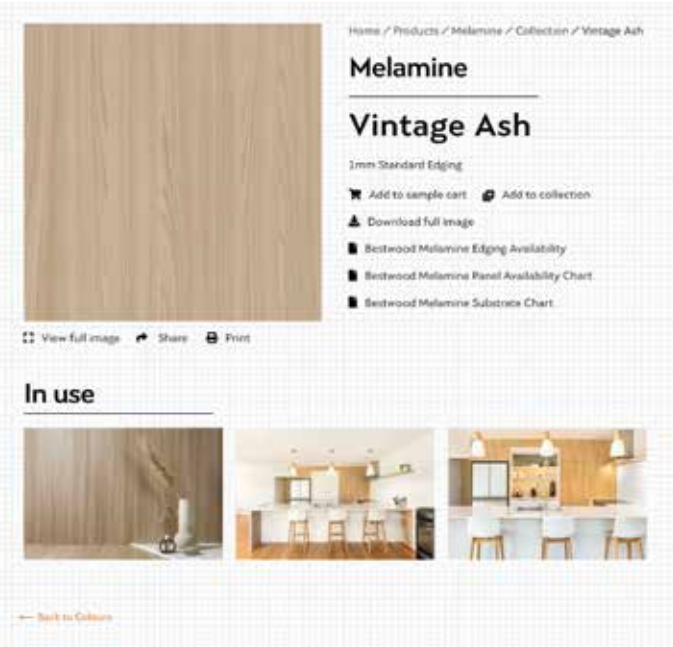 Home / Products / Melamine / Collection / Vintage Ash
Melamine
Vintage Ash
1mm Standard Edging
Add to sample cart Add to collection
Download full image
Bestwood Melamine Edging Availability
Bestwood Melamine Panel Availability Chart
Bestwood Melamine Substrate Chart
View full image Share Print
In use
← Back to Colours